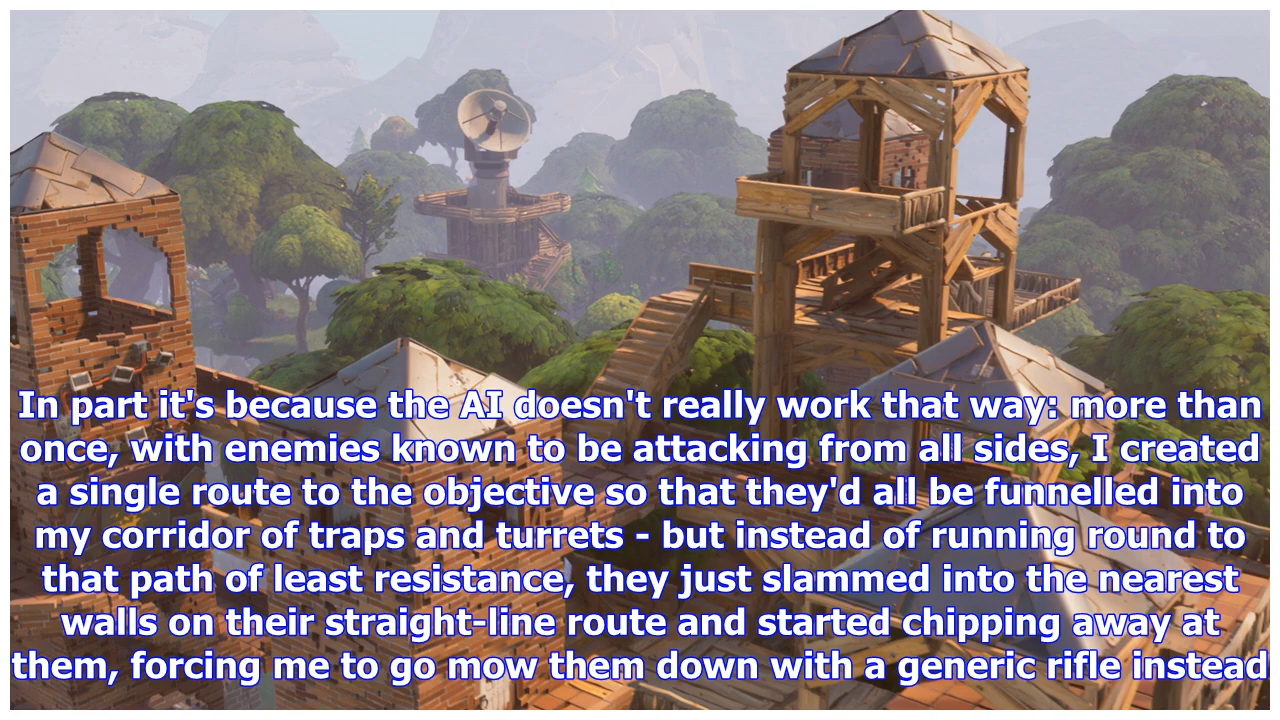 In part it's because the AI doesn't really work that way: more than
once, with enemies known to be attacking from all sides, I created
a single route to the objective so that they'd all be funnelled into
my corridor of traps and turrets - but instead of running round to
that path of least resistance, they just slammed into the nearest
walls on their straight-line route and started chipping away at
them, forcing me to go mow them down with a generic rifle instead